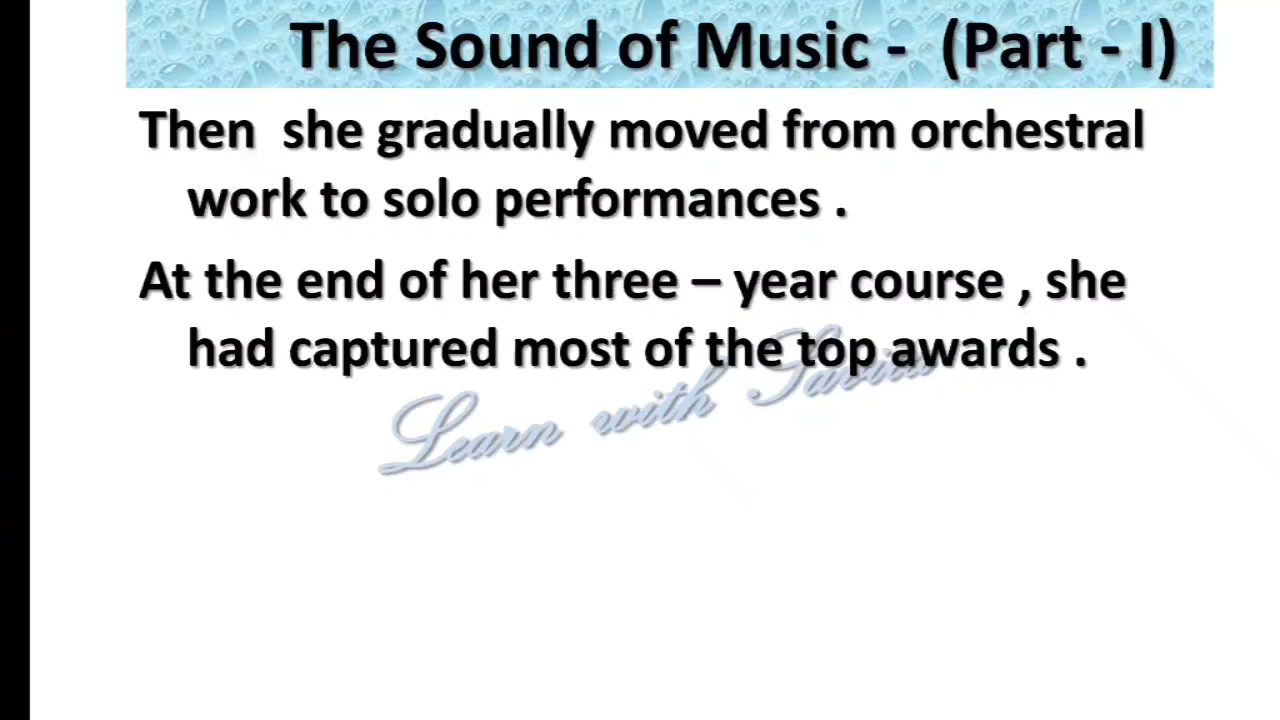 The Sound of Music - (Part - I)
Then she gradually moved from orchestral
work to solo performances .
At the end of her three – year course , she
had captured most of the top awards .
Learn with